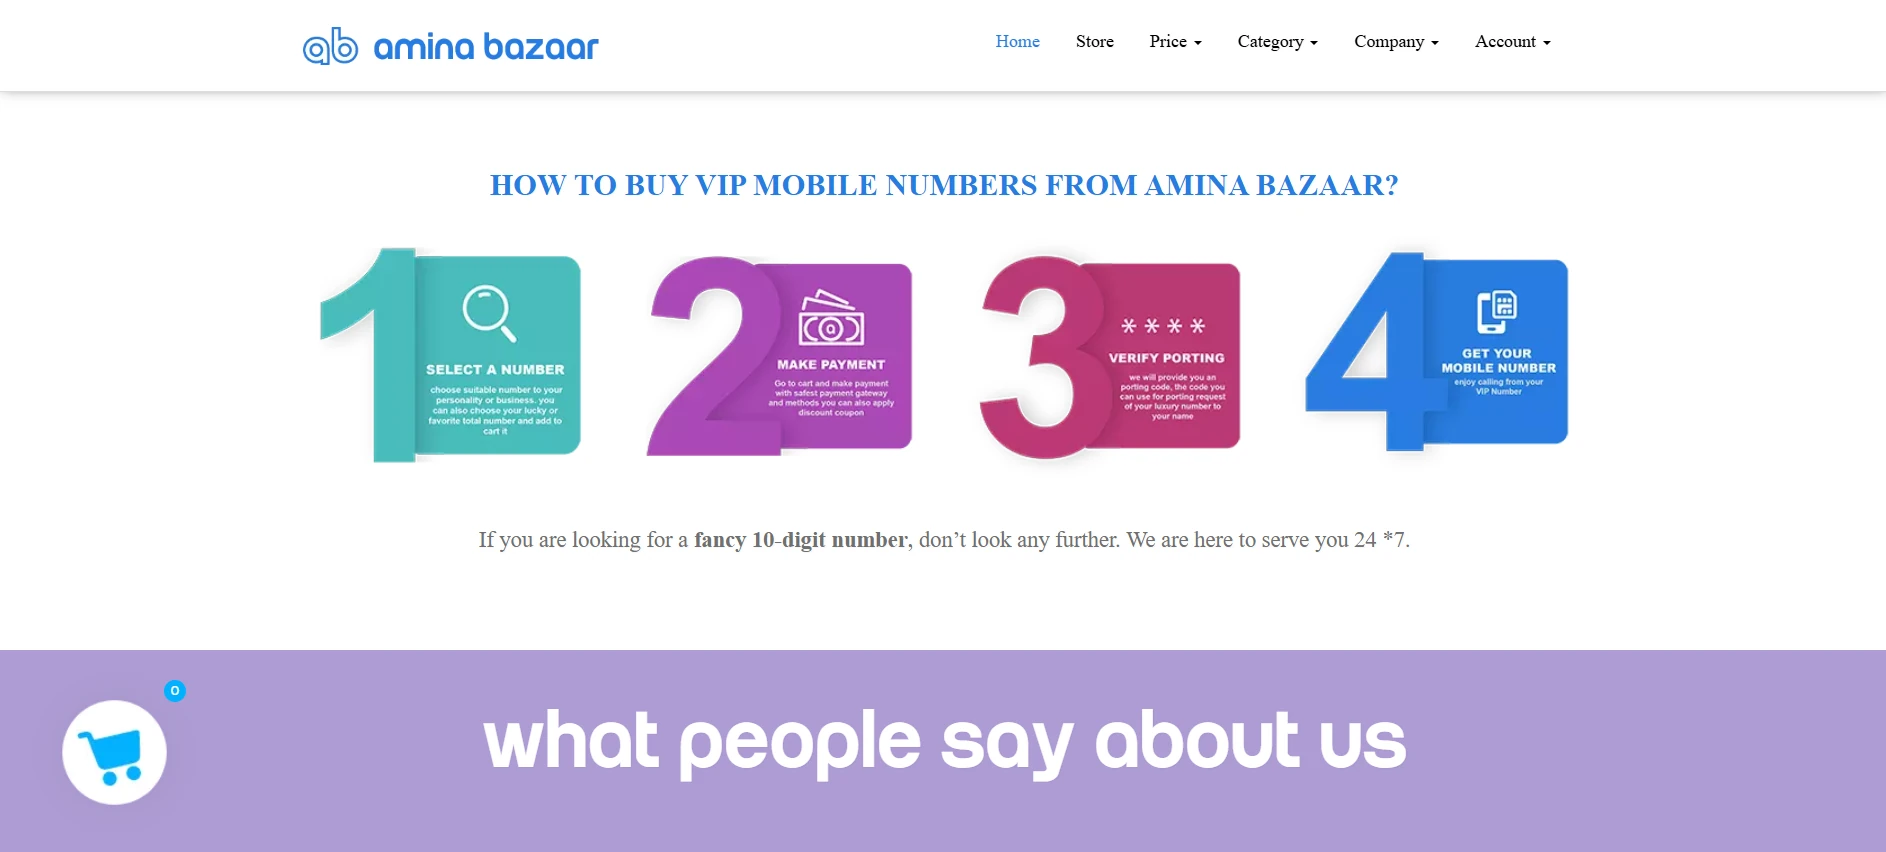 ab amina bazaar
Home Store Price Category Company Account
HOW TO BUY VIP MOBILE NUMBERS FROM AMINA BAZAAR?
1
SELECT A NUMBER
choose suitable number to your
personality or business. you
can also choose your lucky or
favorite total number and add to
cart it
2
MAKE PAYMENT
Go to cart and make payment
with safest payment gateway
and methods you can also apply
discount coupon
3
****
VERIFY PORTING
we will provide you an
porting code, the code you
can use for porting request
of your luxury number to
your name
4
GET YOUR
MOBILE NUMBER
enjoy calling from your
VIP Number
If you are looking for a fancy 10-digit number, don’t look any further. We are here to serve you 24 *7.
0
what people say about us